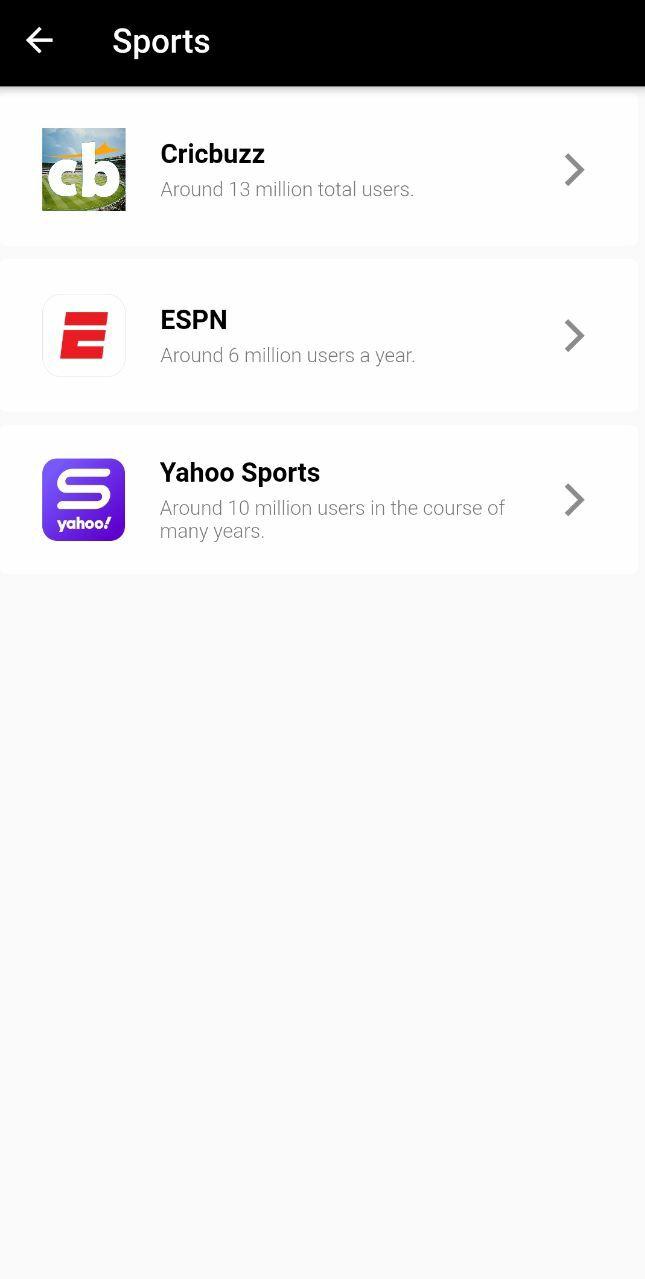 Sports
cb
Cricbuzz
Around 13 million total users.
E
ESPN
Around 6 million users a year.
S
yahoo!
Yahoo Sports
Around 10 million users in the course of
many years.